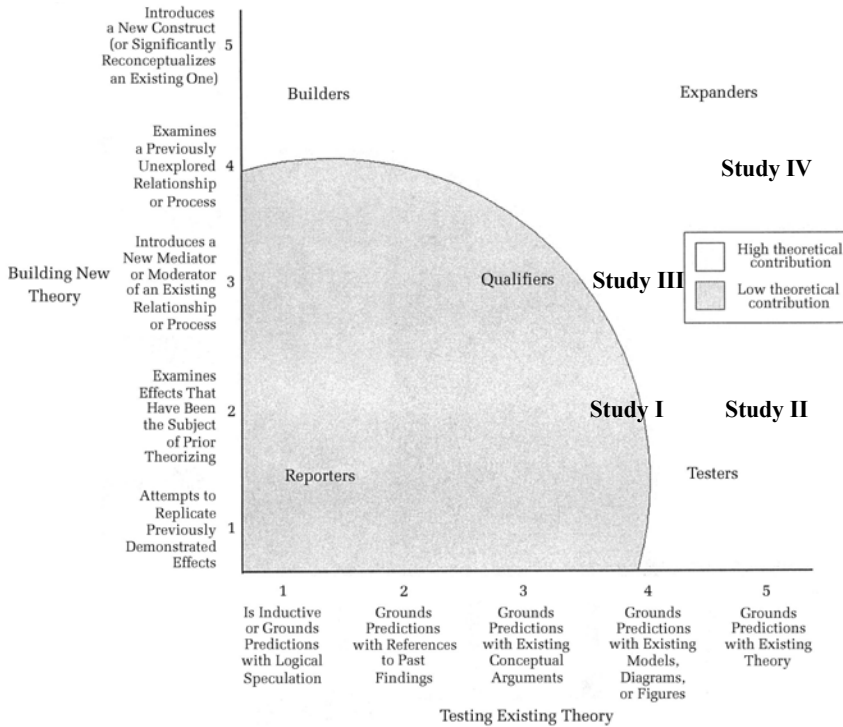 Introduces
a New Construct
(or Significantly
Reconceptualizes
an Existing One)
5
Builders
Expanders
Examines
a Previously
Unexplored
Relationship
or Process
4
Study IV
Building New
Theory
Introduces a
New Mediator
or Moderator
of an Existing
Relationship
or Process
3
Qualifiers
Study III
High theoretical
contribution
Low theoretical
contribution
Examines
Effects That
Have Been
the Subject
of Prior
Theorizing
2
Study I
Study II
Reporters
Testers
Attempts to
Replicate
Previously
Demonstrated
Effects
1
1
2
3
4
5
Is Inductive
or Grounds
Predictions
with Logical
Speculation
Grounds
Predictions
with References
to Past
Findings
Grounds
Predictions
with Existing
Conceptual
Arguments
Grounds
Predictions
with Existing
Models,
Diagrams,
or Figures
Grounds
Predictions
with Existing
Theory
Testing Existing Theory